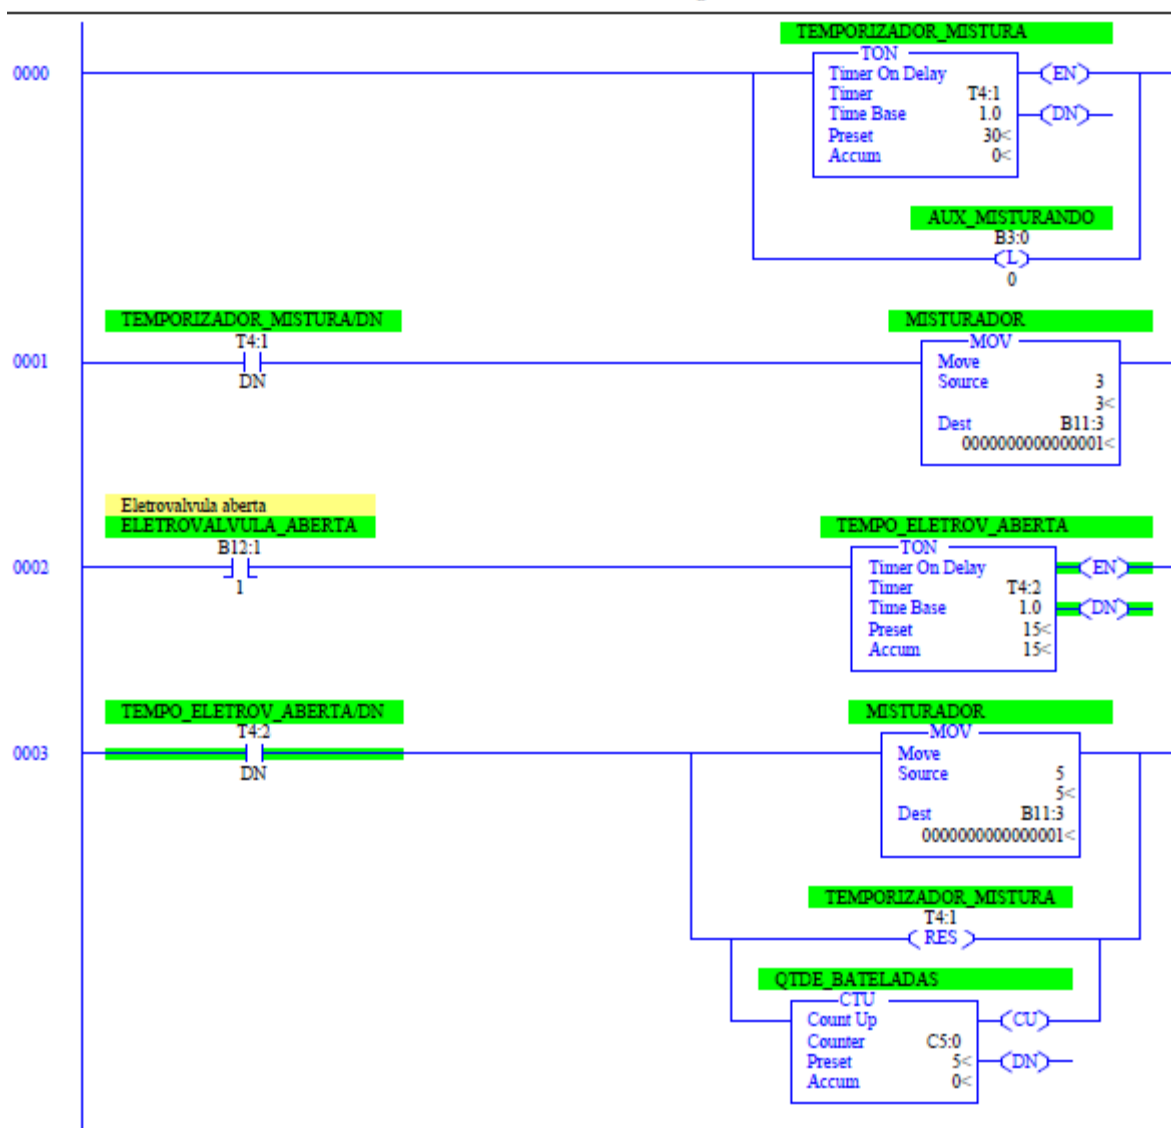 TEMPORIZADOR_MISTURA
TON
0000
Timer On Delay
EN
Timer T4:1
Time Base 1.0
DN
Preset 30<
Accum 0<
AUX_MISTURANDO
B3:0
L
0
TEMPORIZADOR_MISTURA/DN
MISTURADOR
T4:1
MOV
0001
Move
DN
Source 3
3<
Dest B11:3
0000000000000001<
Eletrovalvula aberta
ELETROVALVULA_ABERTA
TEMPO_ELETROV_ABERTA
B12:1
TON
0002
Timer On Delay
EN
1
Timer T4:2
Time Base 1.0
DN
Preset 15<
Accum 15<
TEMPO_ELETROV_ABERTA/DN
MISTURADOR
T4:2
MOV
0003
Move
DN
Source 5
5<
Dest B11:3
0000000000000001<
TEMPORIZADOR_MISTURA
T4:1
RES
QTDE_BATELADAS
CTU
Count Up
CU
Counter C5:0
Preset 5<
DN
Accum 0<